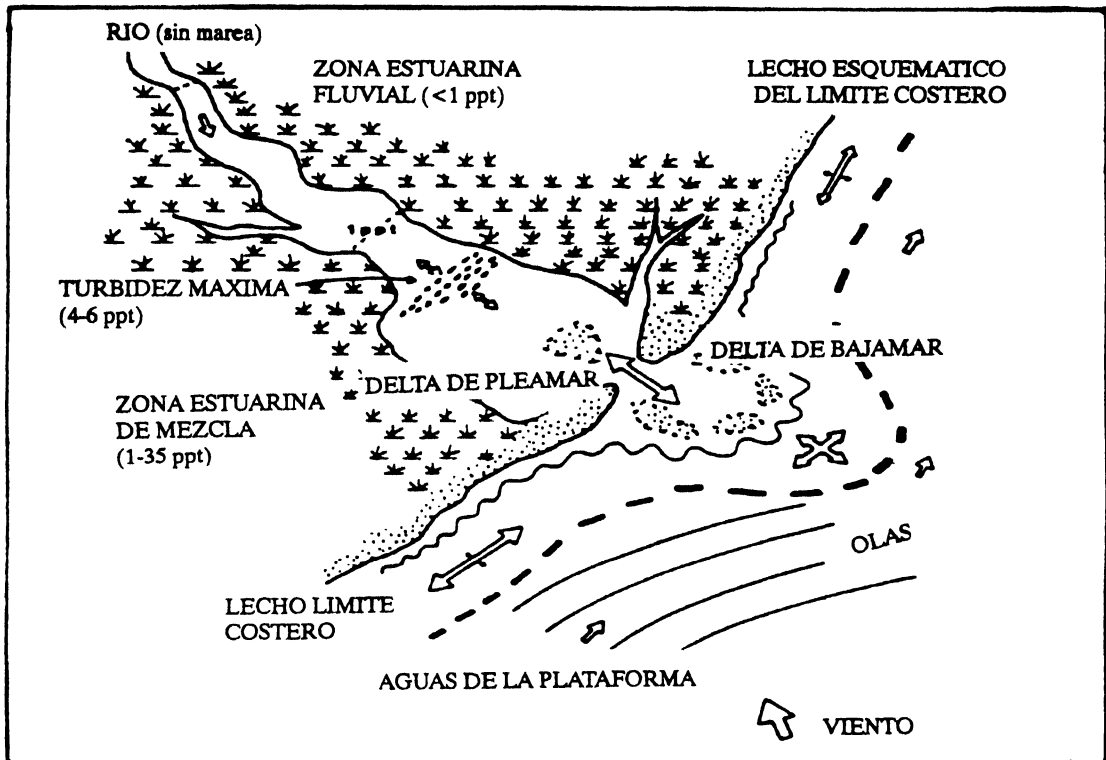 RIO (sin marea)
ZONA ESTUARINA
FLUVIAL (<1 ppt)
LECHO ESQUEMATICO
DEL LIMITE COSTERO
TURBIDEZ MAXIMA
(4-6 ppt)
DELTA DE BAJAMAR
DELTA DE PLEAMAR
ZONA ESTUARINA
DE MEZCLA
(1-35 ppt)
OLAS
LECHO LIMITE
COSTERO
AGUAS DE LA PLATAFORMA
VIENTO